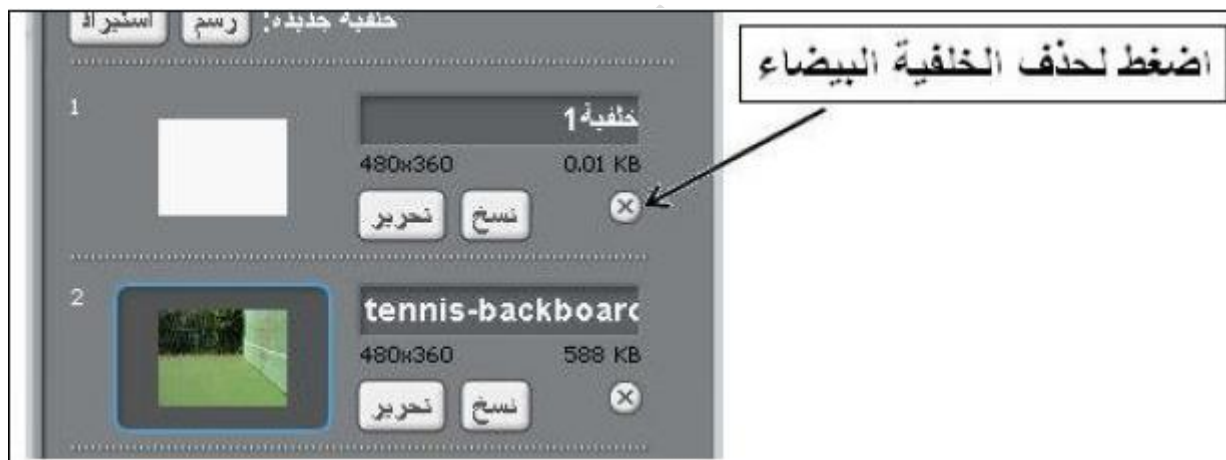 خلفية جديدة: رسم استيراد
اضغط لحذف الخلفية البيضاء
1
خلفية1
480x360 0.01 KB
نسخ تحرير
2
tennis-backboard
480x360 588 KB
نسخ تحرير